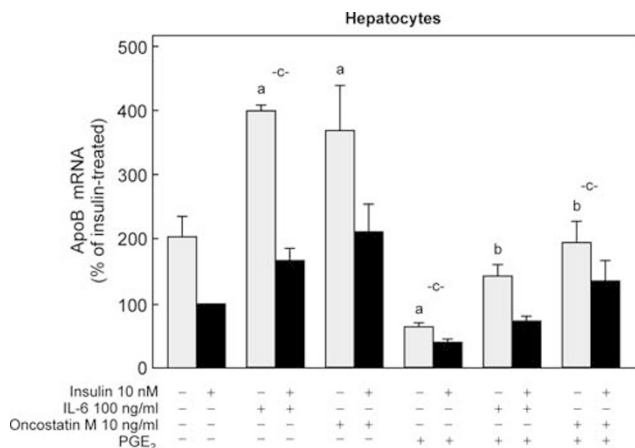 Hepatocytes
ApoB mRNA
(% of insulin-treated)
500
400
300
200
100
0
a
-c-
a
a
-c-
b
b
-c-
Insulin 10 nM − + − + − + − + − + − +
IL-6 100 ng/ml − − + + − − − − + + − −
Oncostatin M 10 ng/ml − − − − + + − − − − + +
PGE₂ − − − − − − + + + + + +